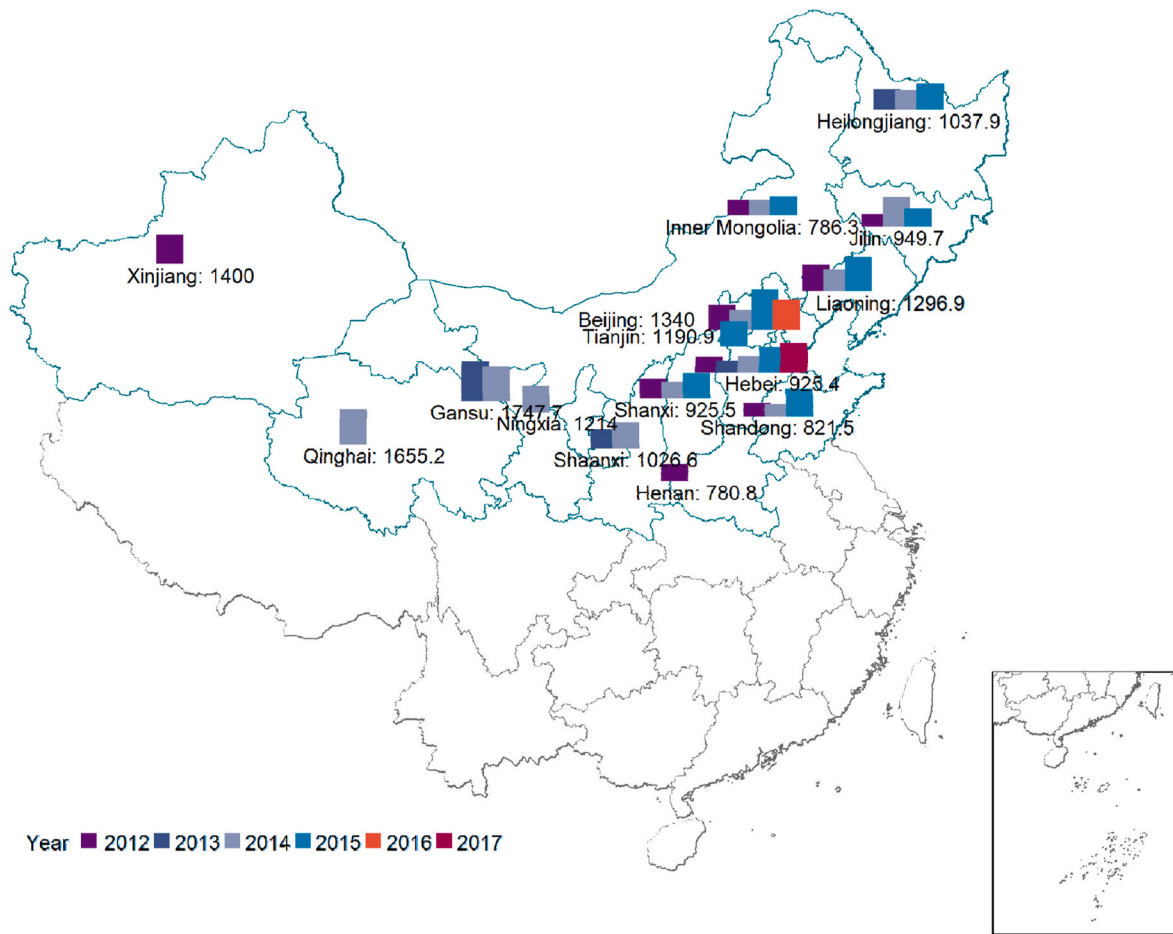 Heilongjiang: 1037.9
Inner Mongolia: 786.3
Jilin: 949.7
Xinjiang: 1400
Liaoning: 1296.9
Beijing: 1340
Tianjin: 1190.9
Hebei: 925.4
Gansu: 1747.7
Shanxi: 925.5
Ningxia: 1214
Shandong: 821.5
Qinghai: 1655.2
Shaanxi: 1026.6
Henan: 780.8
Year 2012 2013 2014 2015 2016 2017